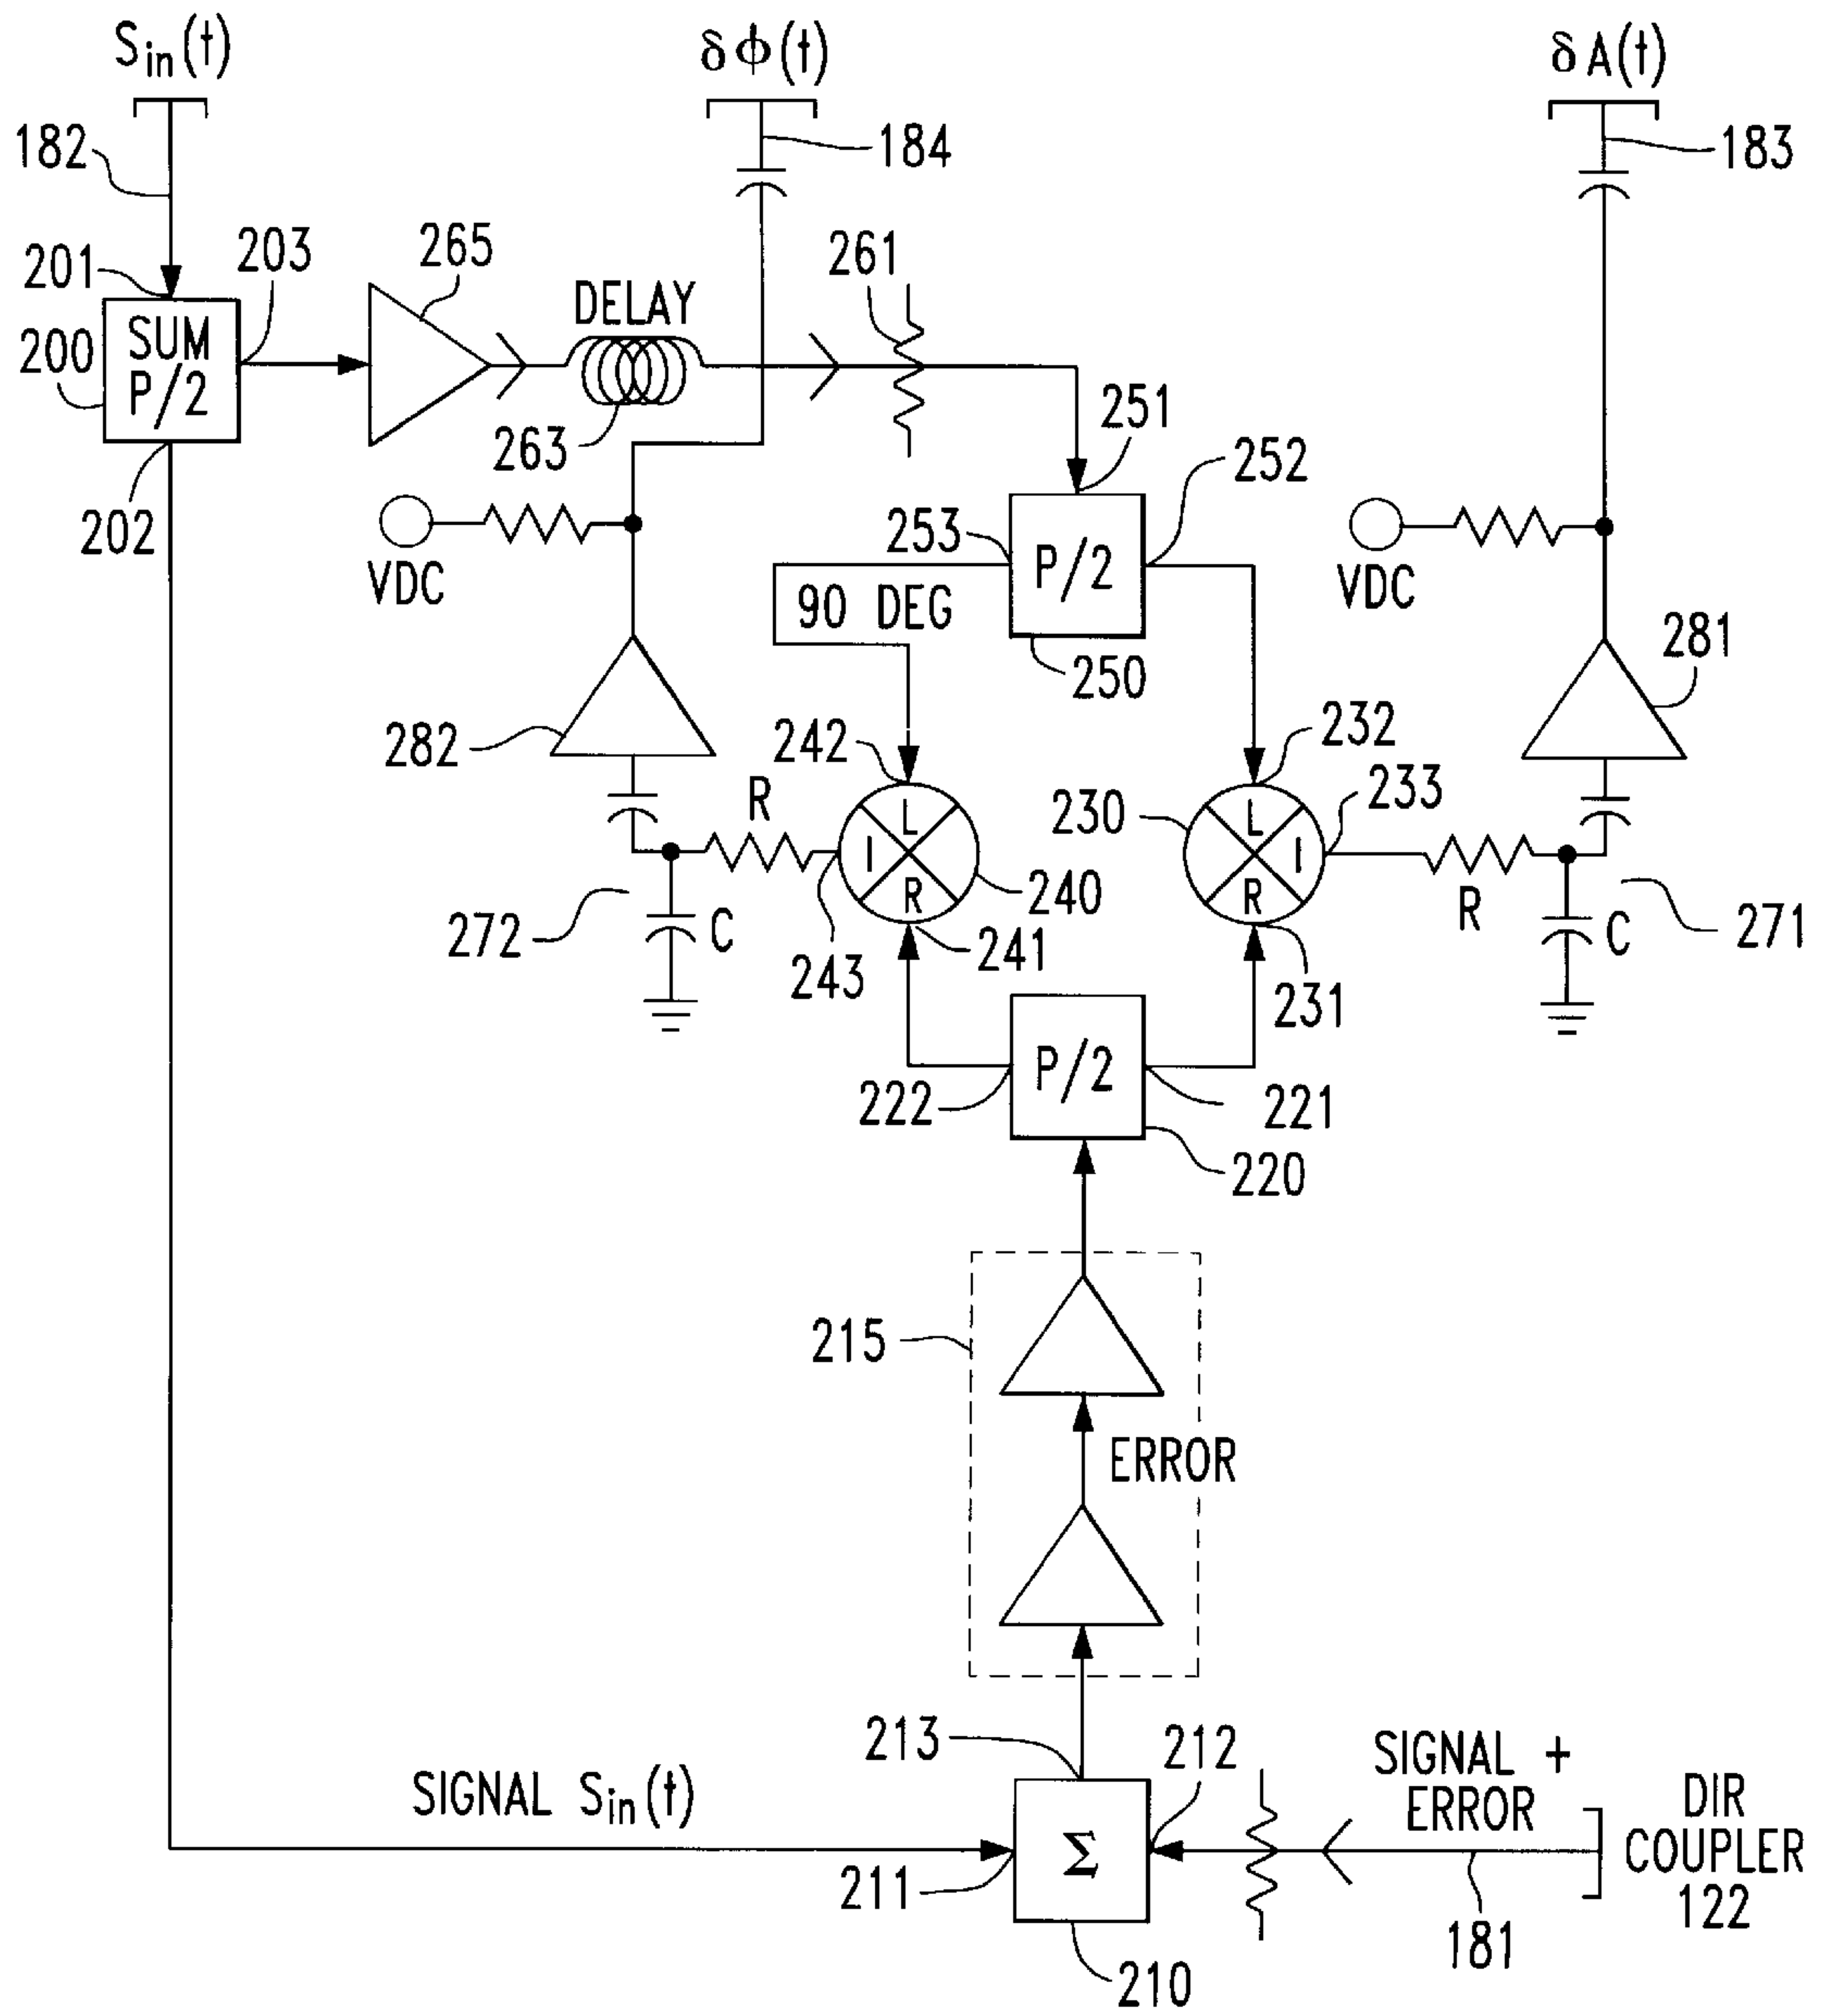 Sin(t)
δϕ(t)
δA(t)
182
184
183
201
203
265
261
200
SUM
P/2
DELAY
263
251
252
202
VDC
253
P/2
90 DEG
250
VDC
281
282
242
232
R
L
I
R
240
230
L
I
R
233
R
272
C
243
241
231
C
271
222
P/2
221
220
215
ERROR
213
212
SIGNAL +
ERROR
SIGNAL Sin(t)
Σ
DIR
COUPLER
122
211
181
210